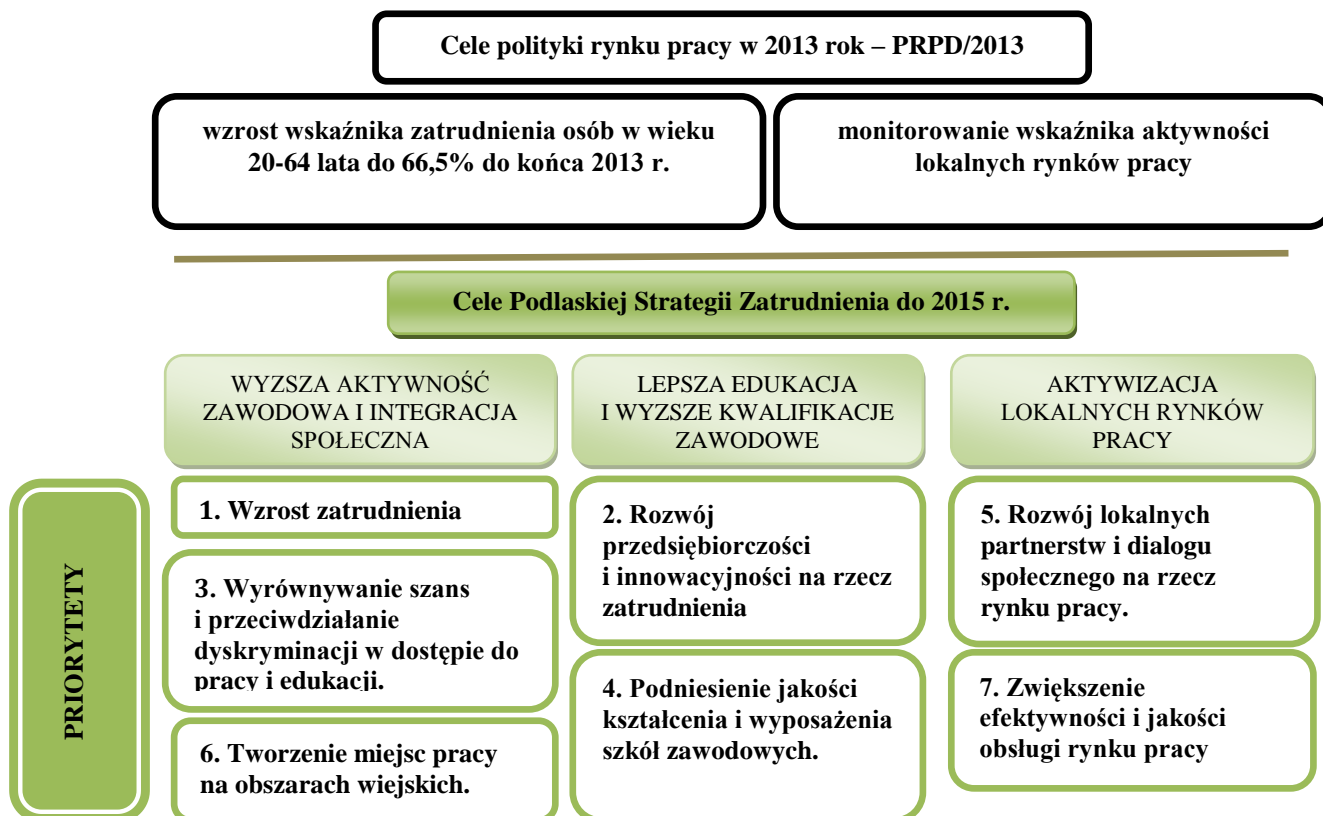 Cele polityki rynku pracy w 2013 rok – PRPD/2013
wzrost wskaźnika zatrudnienia osób w wieku
20-64 lata do 66,5% do końca 2013 r.
monitorowanie wskaźnika aktywności
lokalnych rynków pracy
Cele Podlaskiej Strategii Zatrudnienia do 2015 r.
WYZSZA AKTYWNOŚĆ
ZAWODOWA I INTEGRACJA
SPOŁECZNA
LEPSZA EDUKACJA
I WYZSZE KWALIFIKACJE
ZAWODOWE
AKTYWIZACJA
LOKALNYCH RYNKÓW
PRACY
PRIORYTETY
1. Wzrost zatrudnienia
3. Wyrównywanie szans
i przeciwdziałanie
dyskryminacji w dostępie do
pracy i edukacji.
6. Tworzenie miejsc pracy
na obszarach wiejskich.
2. Rozwój
przedsiębiorczości
i innowacyjności na rzecz
zatrudnienia
4. Podniesienie jakości
kształcenia i wyposażenia
szkół zawodowych.
5. Rozwój lokalnych
partnerstw i dialogu
społecznego na rzecz
rynku pracy.
7. Zwiększenie
efektywności i jakości
obsługi rynku pracy